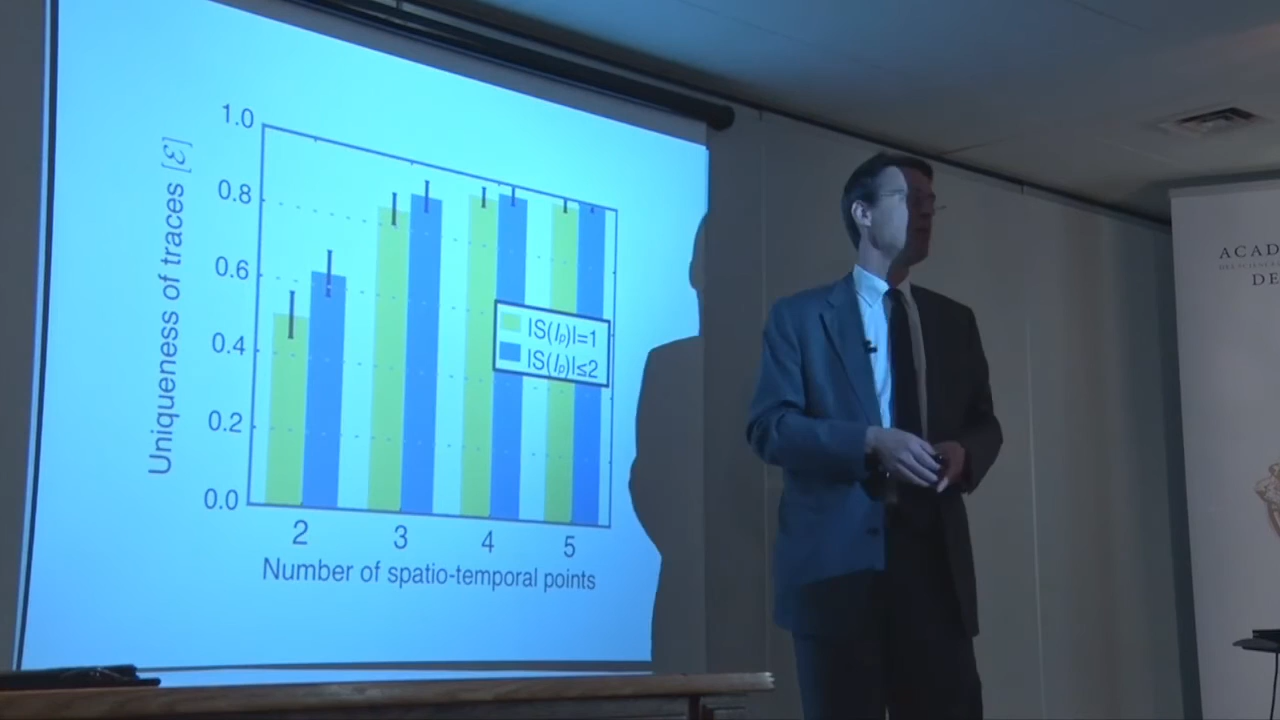 1.0
0.8
0.6
0.4
0.2
0.0
Uniqueness of traces [ℰ]
|S(Iₚ)|=1
|S(Iₚ)|≤2
2 3 4 5
Number of spatio-temporal points
ACAD
DE